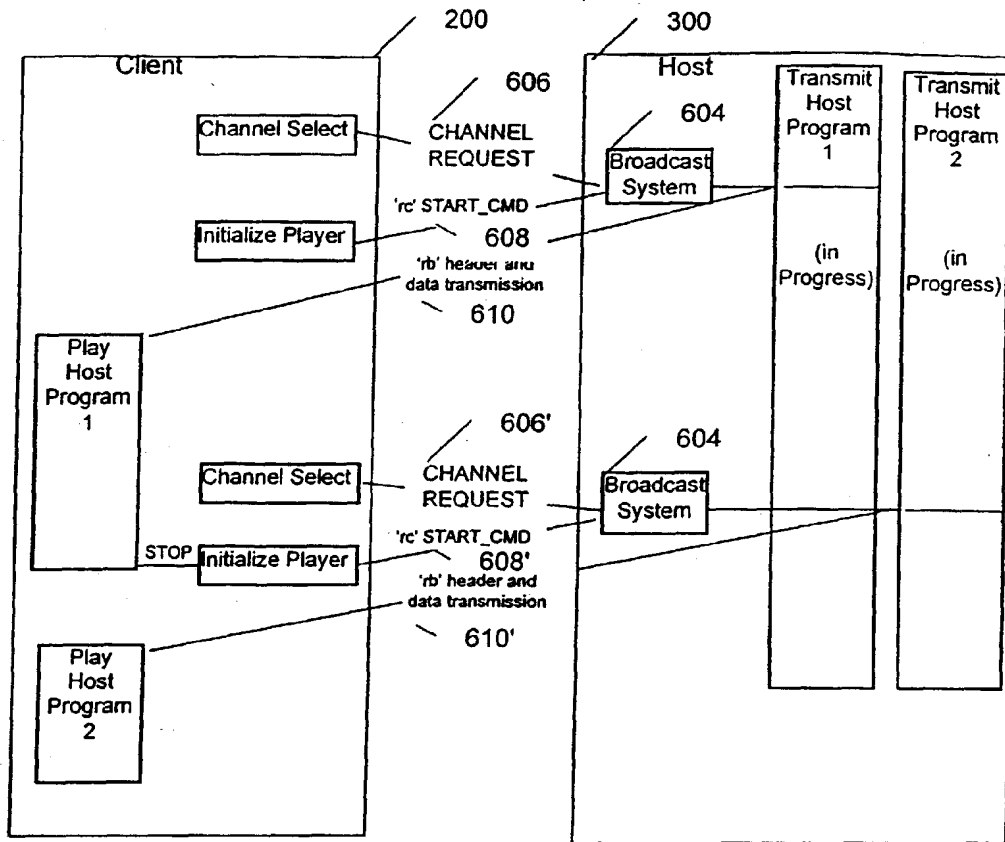 200
300
Client
Host
606
604
Channel Select
CHANNEL
REQUEST
Broadcast
System
Transmit
Host
Program
1
Transmit
Host
Program
2
'rc' START_CMD
Initialize Player
608
'rb' header and
data transmission
610
(in
Progress)
(in
Progress)
Play
Host
Program
1
606'
604
Channel Select
CHANNEL
REQUEST
Broadcast
System
'rc' START_CMD
STOP
Initialize Player
608'
'rb' header and
data transmission
610'
Play
Host
Program
2